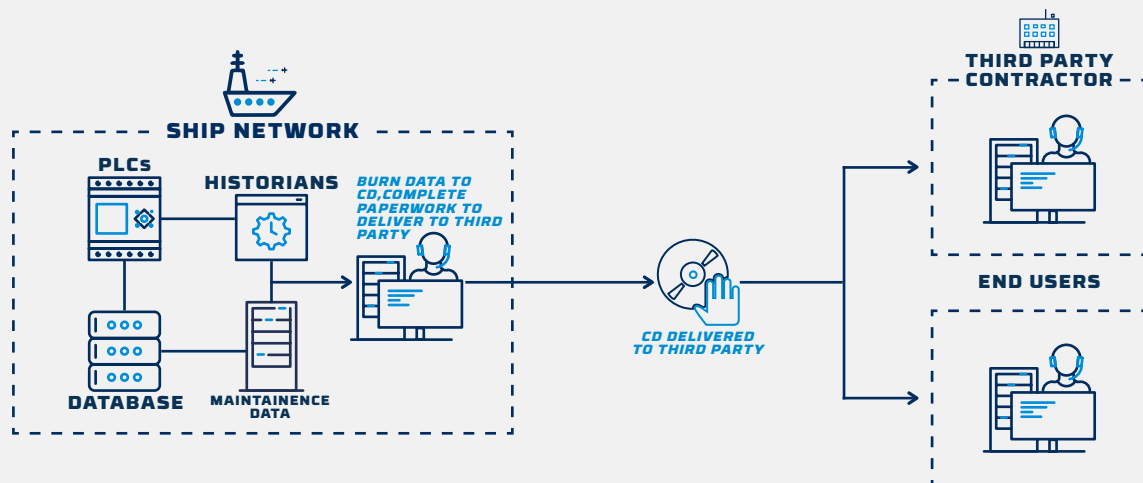 THIRD PARTY
CONTRACTOR
SHIP NETWORK
PLCs
HISTORIANS
BURN DATA TO
CD,COMPLETE
PAPERWORK TO
DELIVER TO THIRD
PARTY
END USERS
CD DELIVERED
TO THIRD PARTY
DATABASE
MAINTAINENCE
DATA